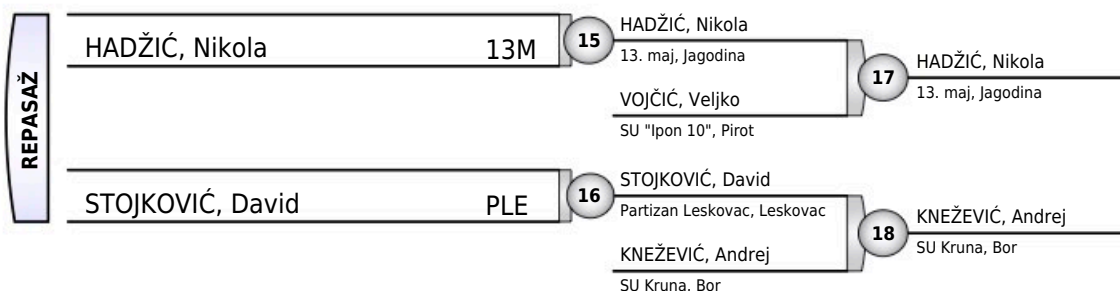 REPASAŽ
HADŽIĆ, Nikola 13M
15
HADŽIĆ, Nikola
13. maj, Jagodina
VOJČIĆ, Veljko
SU "Ipon 10", Pirot
17
HADŽIĆ, Nikola
13. maj, Jagodina
STOJKOVIĆ, David PLE
16
STOJKOVIĆ, David
Partizan Leskovac, Leskovac
KNEŽEVIĆ, Andrej
SU Kruna, Bor
18
KNEŽEVIĆ, Andrej
SU Kruna, Bor